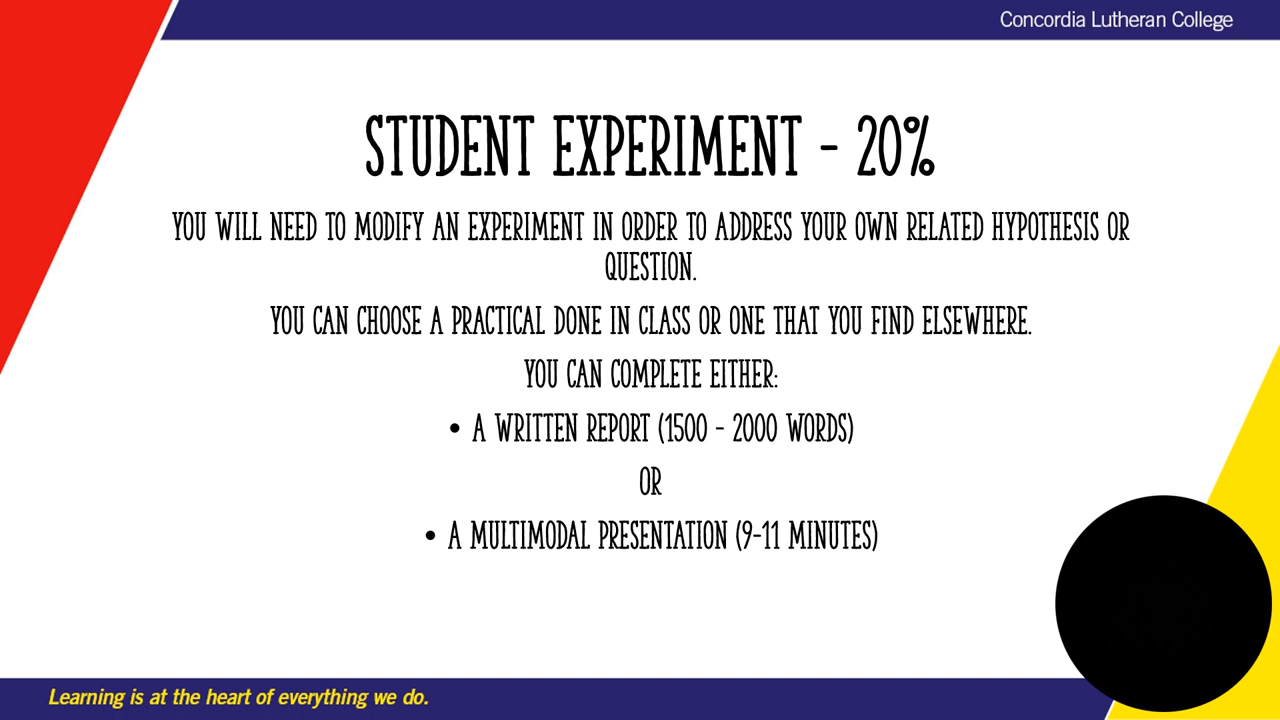 Concordia Lutheran College
STUDENT EXPERIMENT - 20%
YOU WILL NEED TO MODIFY AN EXPERIMENT IN ORDER TO ADDRESS YOUR OWN RELATED HYPOTHESIS OR
QUESTION.
YOU CAN CHOOSE A PRACTICAL DONE IN CLASS OR ONE THAT YOU FIND ELSEWHERE.
YOU CAN COMPLETE EITHER:
• A WRITTEN REPORT (1500 - 2000 WORDS)
OR
• A MULTIMODAL PRESENTATION (9-11 MINUTES)
Learning is at the heart of everything we do.